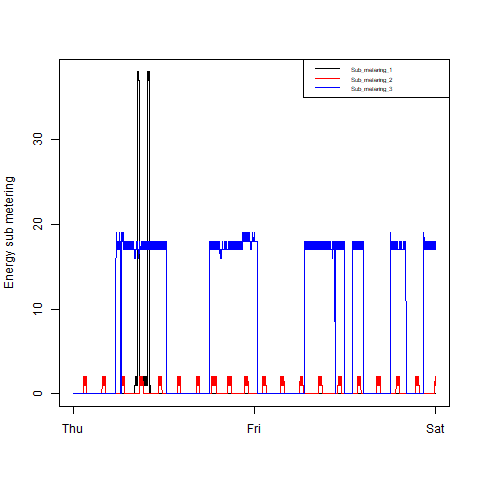 Sub_metering_1
Sub_metering_2
Sub_metering_3
Energy sub metering
30
20
10
0
Thu Fri Sat